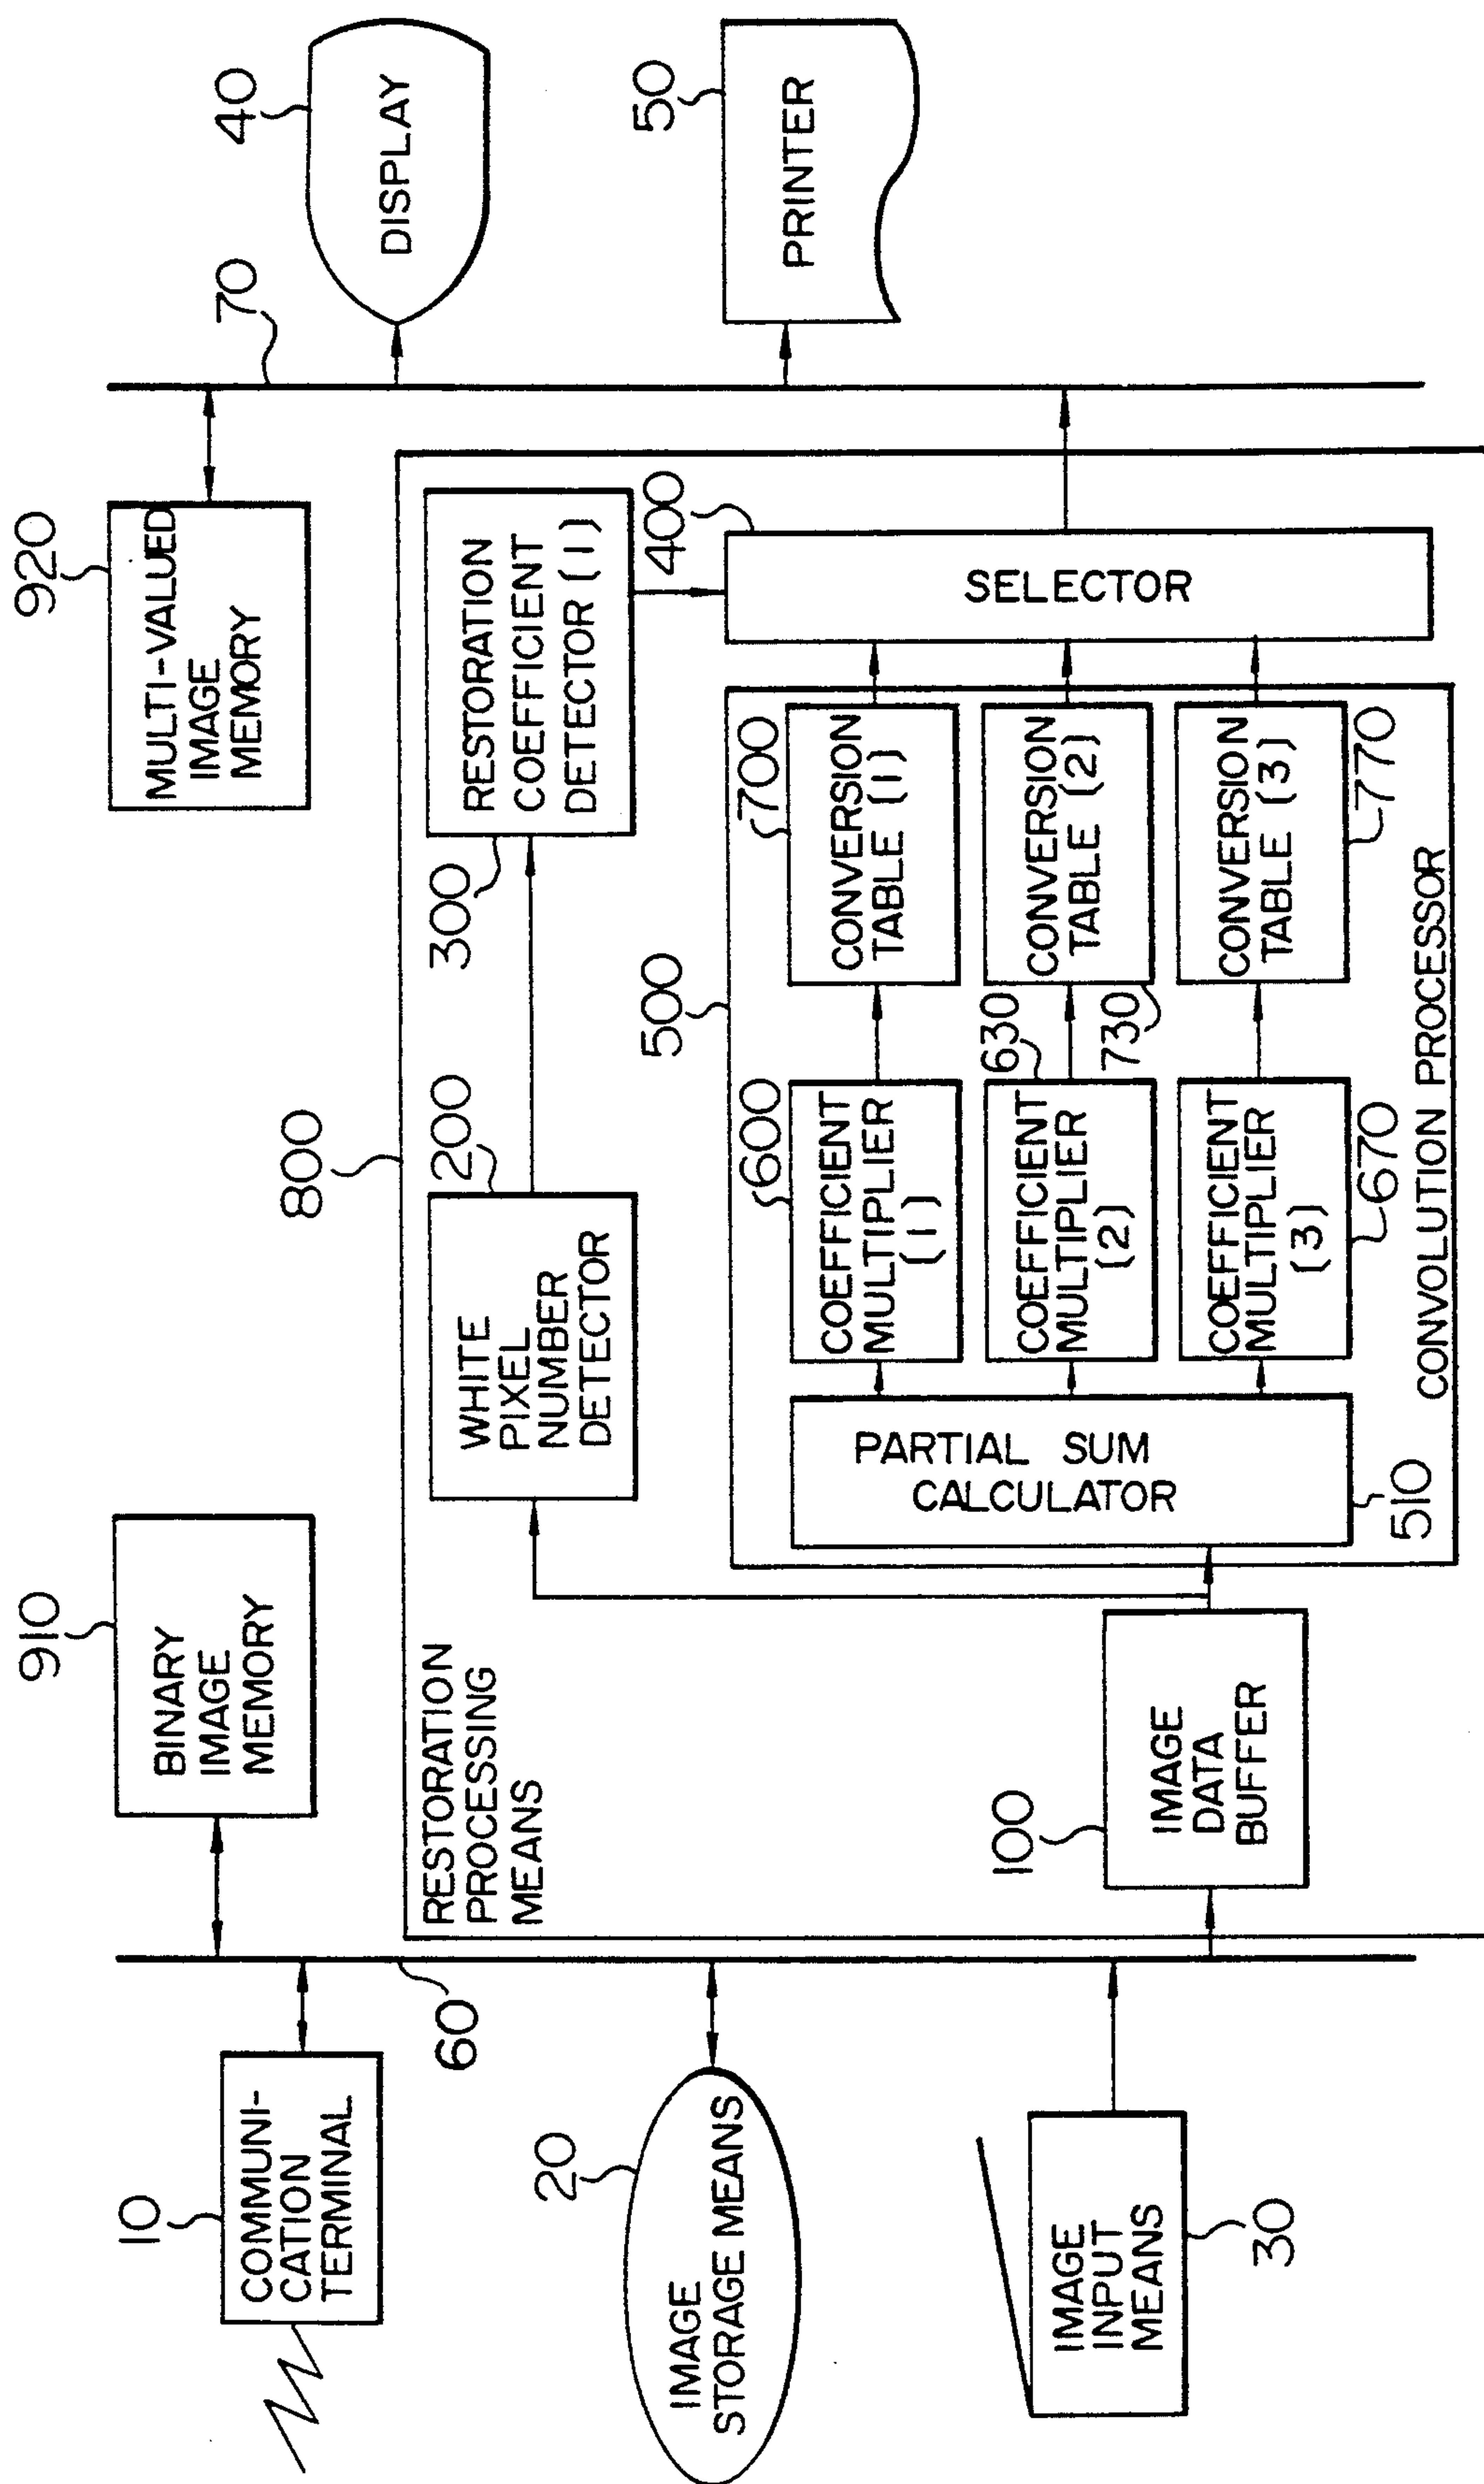 10
COMMUNI-
CATION
TERMINAL
20
IMAGE
STORAGE MEANS
IMAGE
INPUT
MEANS
30
60
910
BINARY
IMAGE
MEMORY
920
MULTI-VALUED
IMAGE
MEMORY
70
40
DISPLAY
50
PRINTER
800
RESTORATION
PROCESSING
MEANS
100
IMAGE
DATA
BUFFER
200
WHITE
PIXEL
NUMBER
DETECTOR
300
RESTORATION
COEFFICIENT
DETECTOR (1)
400
SELECTOR
500
PARTIAL SUM
CALCULATOR
510
600
COEFFICIENT
MULTIPLIER
(1)
700
CONVERSION
TABLE (1)
630
COEFFICIENT
MULTIPLIER
(2)
730
CONVERSION
TABLE (2)
COEFFICIENT
MULTIPLIER
(3)
670
CONVERSION
TABLE (3)
770
CONVOLUTION PROCESSOR